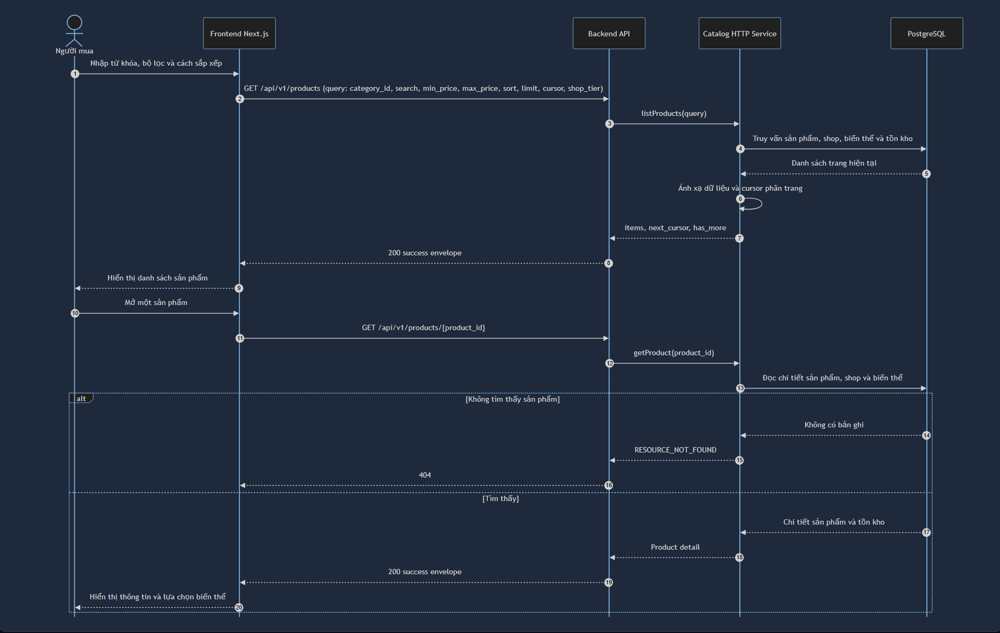 Người mua
Frontend Next.js
Backend API
Catalog HTTP Service
PostgreSQL
Nhập từ khóa, bộ lọc và cách sắp xếp
1
GET /api/v1/products (query: category_id, search, min_price, max_price, sort, limit, cursor, shop_tier)
2
listProducts(query)
3
Truy vấn sản phẩm, shop, biến thể và tồn kho
4
Danh sách trang hiện tại
5
Ánh xạ dữ liệu và cursor phân trang
6
items, next_cursor, has_more
7
200 success envelope
8
Hiển thị danh sách sản phẩm
9
Mở một sản phẩm
10
GET /api/v1/products/{product_id}
11
getProduct(product_id)
12
Đọc chi tiết sản phẩm, shop và biến thể
13
alt
[Không tìm thấy sản phẩm]
Không có bản ghi
14
RESOURCE_NOT_FOUND
15
404
16
[Tìm thấy]
Chi tiết sản phẩm và tồn kho
17
Product detail
18
200 success envelope
19
Hiển thị thông tin và lựa chọn biến thể
20